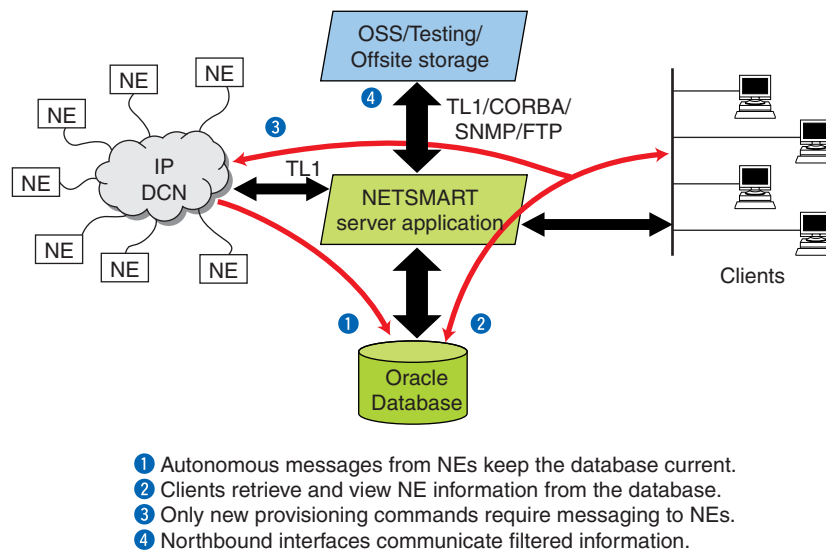 OSS/Testing/
Offsite storage
NE
NE
NE
NE
NE
NE
NE
NE
4
TL1/CORBA/
SNMP/FTP
3
IP
DCN
TL1
NETSMART
server application
Clients
1
2
Oracle
Database
1 Autonomous messages from NEs keep the database current.
2 Clients retrieve and view NE information from the database.
3 Only new provisioning commands require messaging to NEs.
4 Northbound interfaces communicate filtered information.